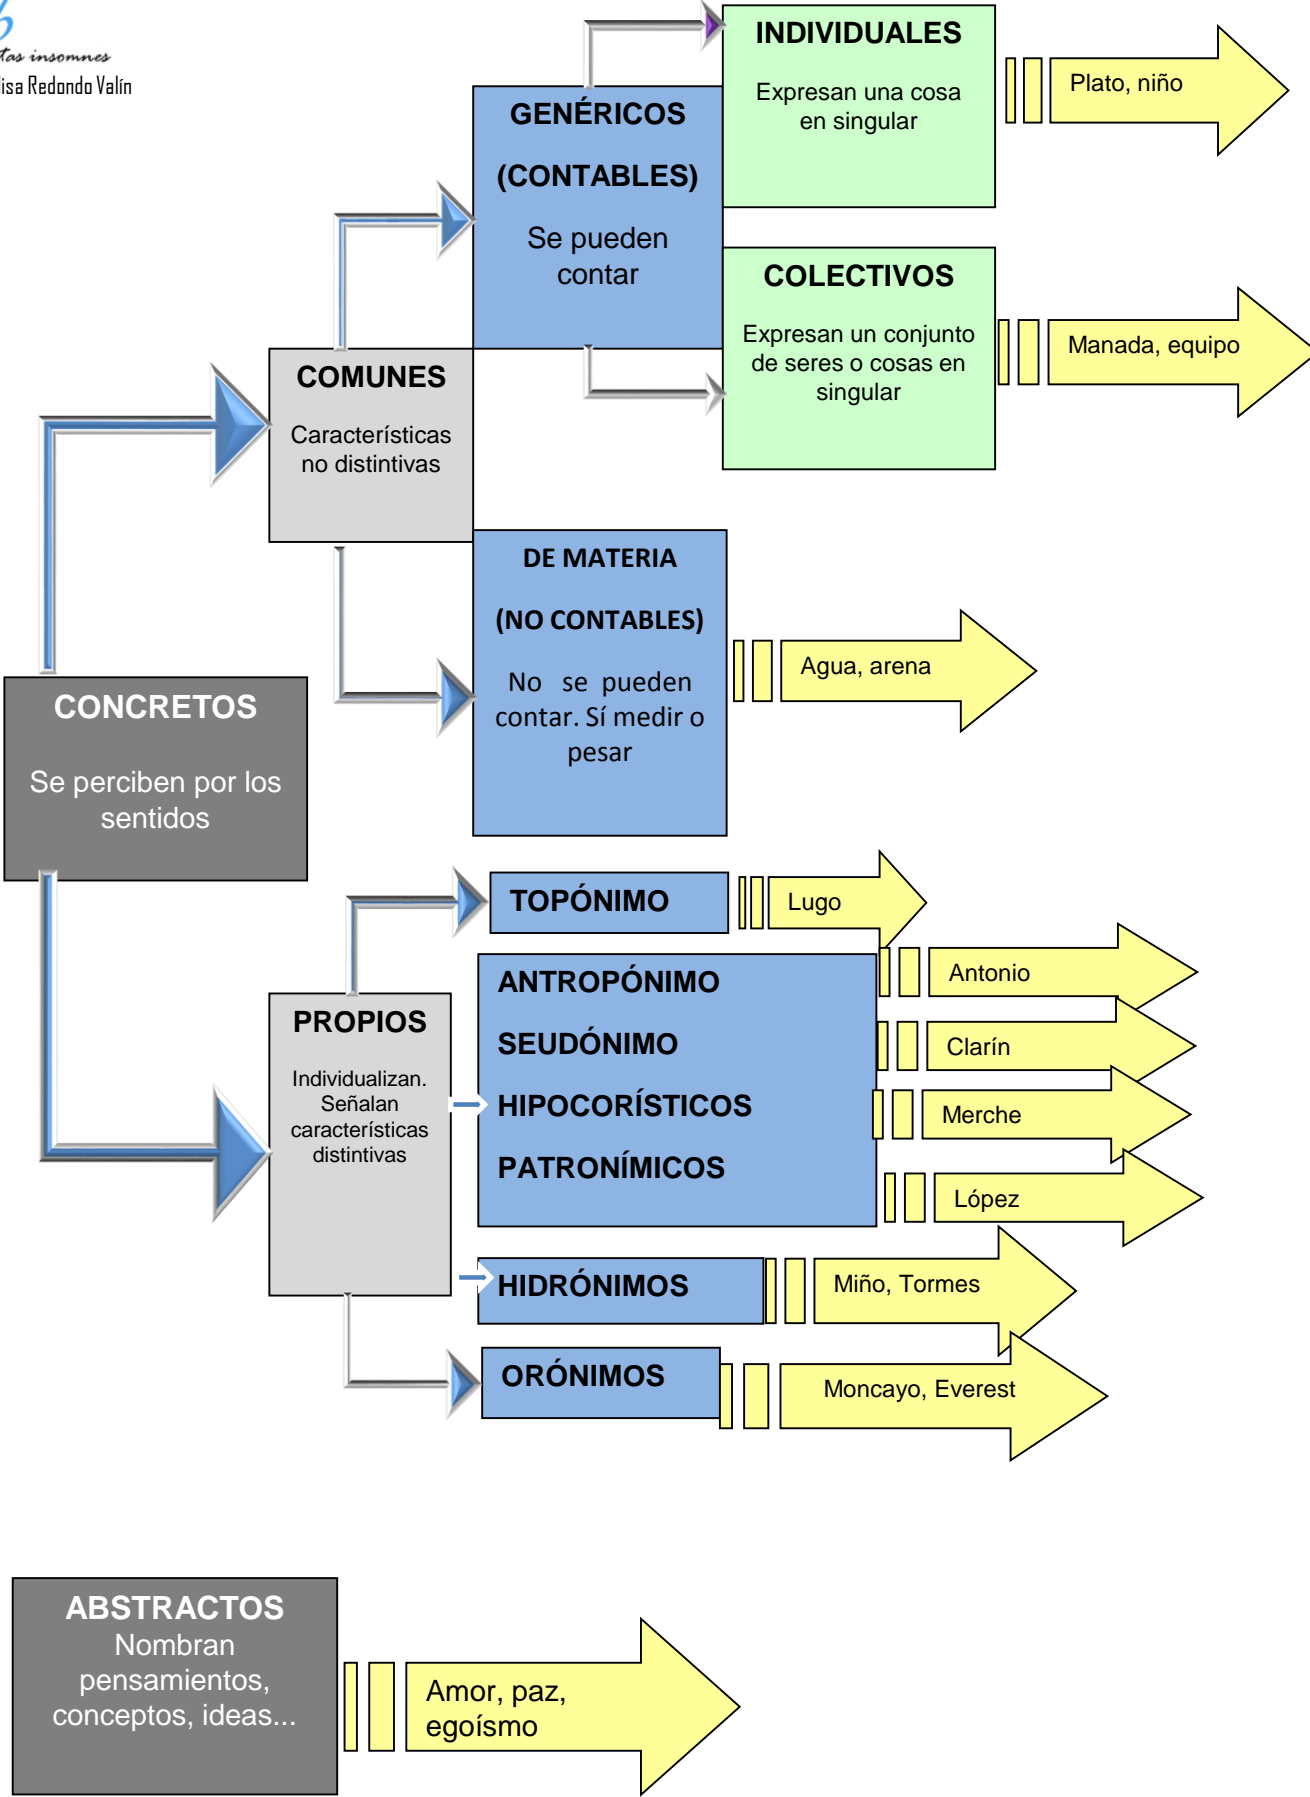 insomnes
Redondo Valín
INDIVIDUALES
Expresan una cosa
en singular
Plato, niño
GENÉRICOS
(CONTABLES)
Se pueden
contar
COLECTIVOS
Expresan un conjunto
de seres o cosas en
singular
Manada, equipo
COMUNES
Características
no distintivas
DE MATERIA
(NO CONTABLES)
No se pueden
contar. Sí medir o
pesar
Agua, arena
CONCRETOS
Se perciben por los
sentidos
TOPÓNIMO
Lugo
PROPIOS
Individualizan.
Señalan
características
distintivas
ANTROPÓNIMO
Antonio
SEUDÓNIMO
Clarín
HIPOCORÍSTICOS
Merche
PATRONÍMICOS
López
HIDRÓNIMOS
Miño, Tormes
ORÓNIMOS
Moncayo, Everest
ABSTRACTOS
Nombran
pensamientos,
conceptos, ideas...
Amor, paz,
egoísmo